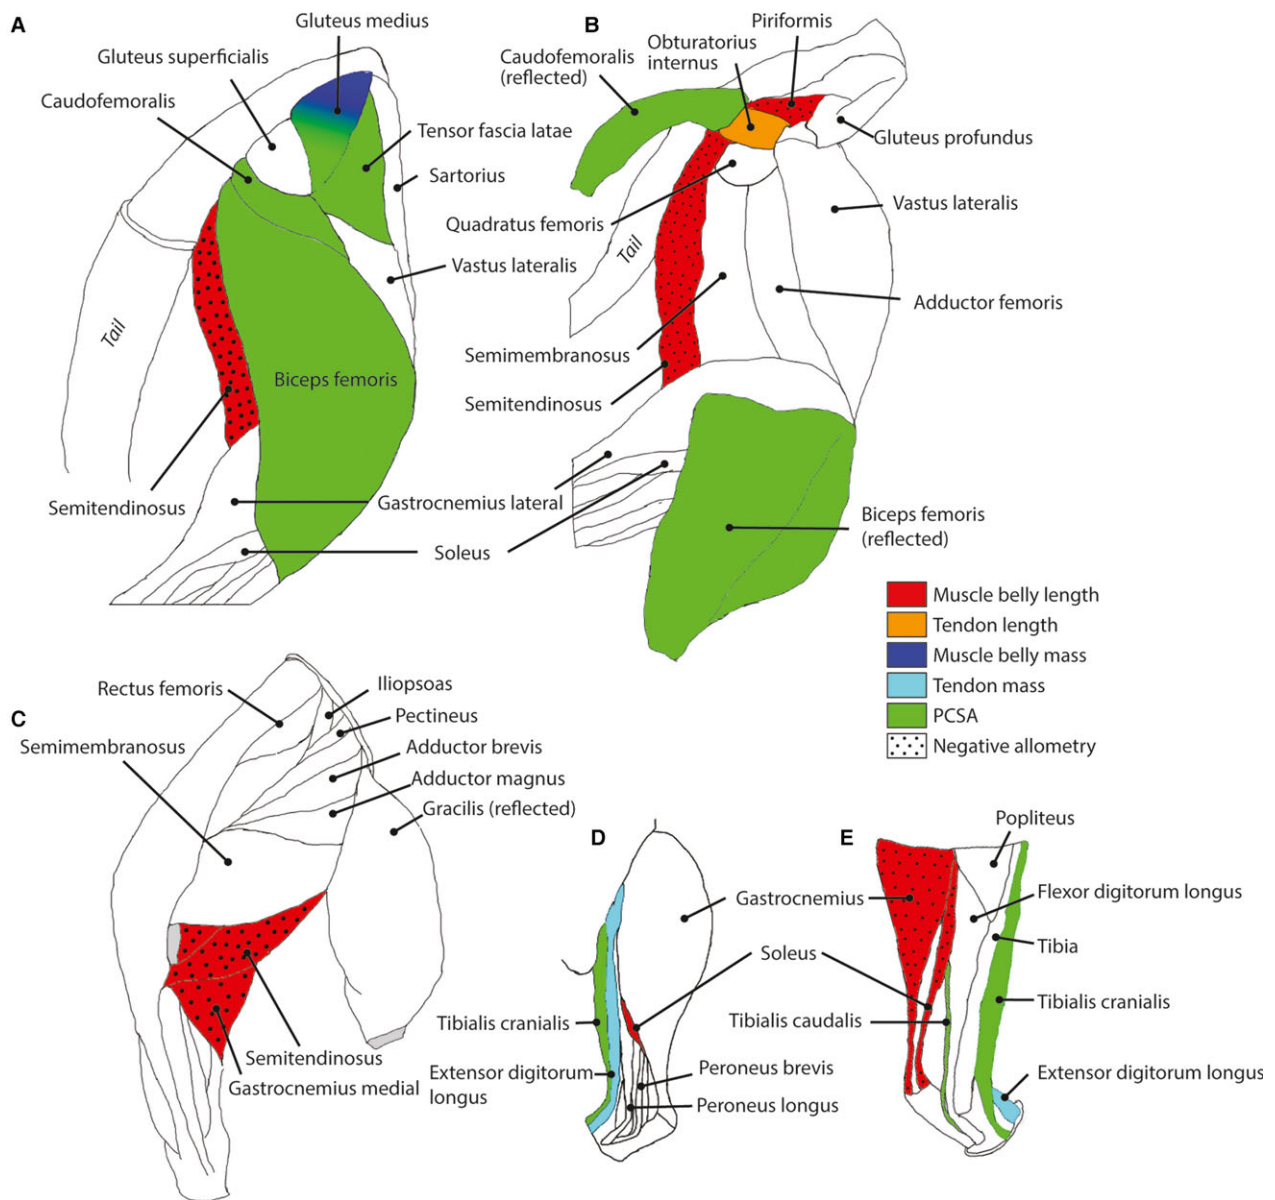 A
Gluteus medius
Gluteus superficialis
Caudofemoralis
Tensor fascia latae
Sartorius
Vastus lateralis
Tail
Biceps femoris
Semitendinosus
Gastrocnemius lateral
Soleus
B
Piriformis
Obturatorius
internus
Caudofemoralis
(reflected)
Gluteus profundus
Vastus lateralis
Quadratus femoris
Tail
Adductor femoris
Semimembranosus
Semitendinosus
Biceps femoris
(reflected)
Muscle belly length
Tendon length
Muscle belly mass
Tendon mass
PCSA
Negative allometry
C
Rectus femoris
Iliopsoas
Pectineus
Semimembranosus
Adductor brevis
Adductor magnus
Gracilis (reflected)
Semitendinosus
Gastrocnemius medial
D
Gastrocnemius
Soleus
Tibialis cranialis
Tibialis caudalis
Extensor digitorum
longus
Peroneus brevis
Peroneus longus
E
Popliteus
Flexor digitorum longus
Tibia
Tibialis cranialis
Extensor digitorum longus